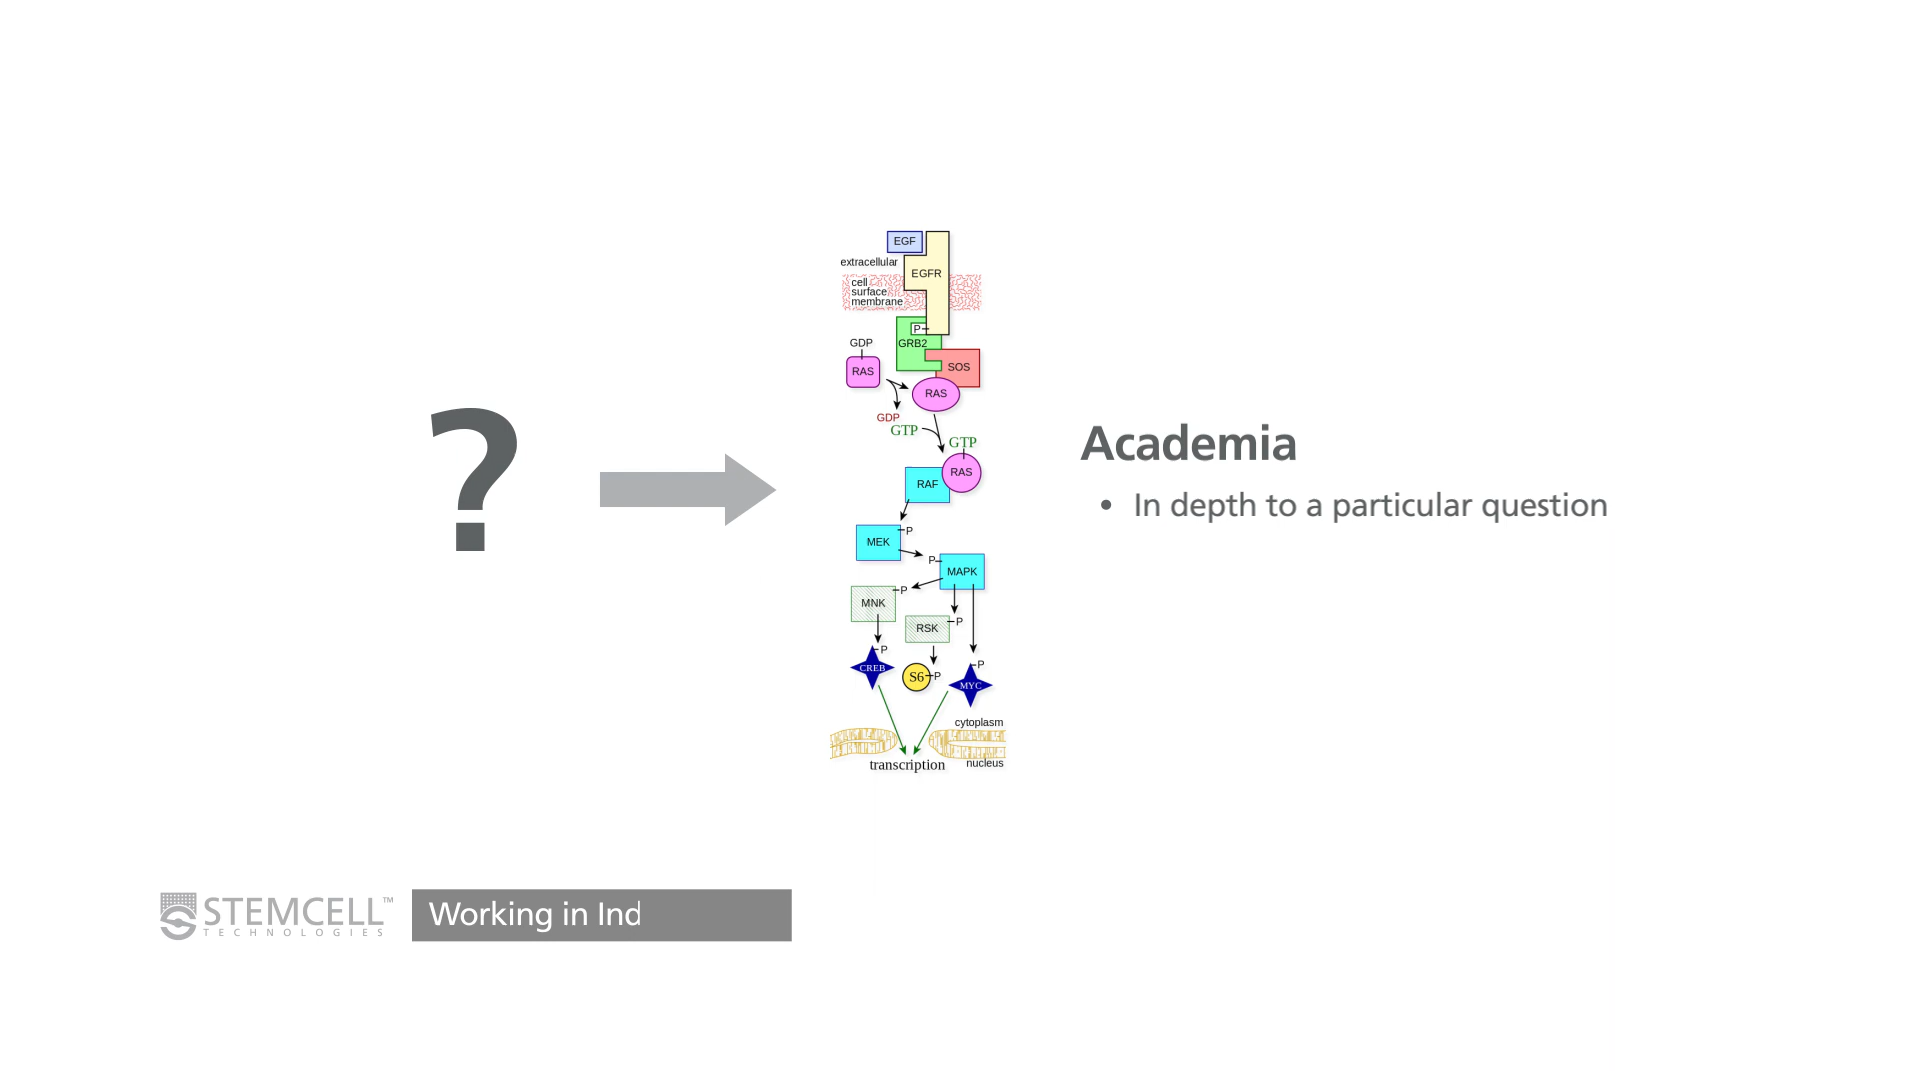 ?
EGF
extracellular
EGFR
cell
surface
membrane
P
GRB2
GDP
RAS
SOS
RAS
GDP
GTP
GTP
RAS
RAF
P
MEK
P
MAPK
P
MNK
P
RSK
P
CREB
S6
P
P
MYC
cytoplasm
transcription
nucleus
Academia
• In depth to a particular question
STEMCELL™
TECHNOLOGIES
Working in Ind